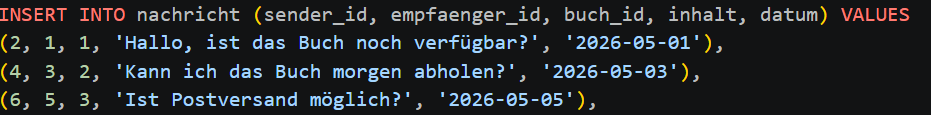 INSERT INTO nachricht (sender_id, empfaenger_id, buch_id, inhalt, datum) VALUES
(2, 1, 1, 'Hallo, ist das Buch noch verfügbar?', '2026-05-01'),
(4, 3, 2, 'Kann ich das Buch morgen abholen?', '2026-05-03'),
(6, 5, 3, 'Ist Postversand möglich?', '2026-05-05'),